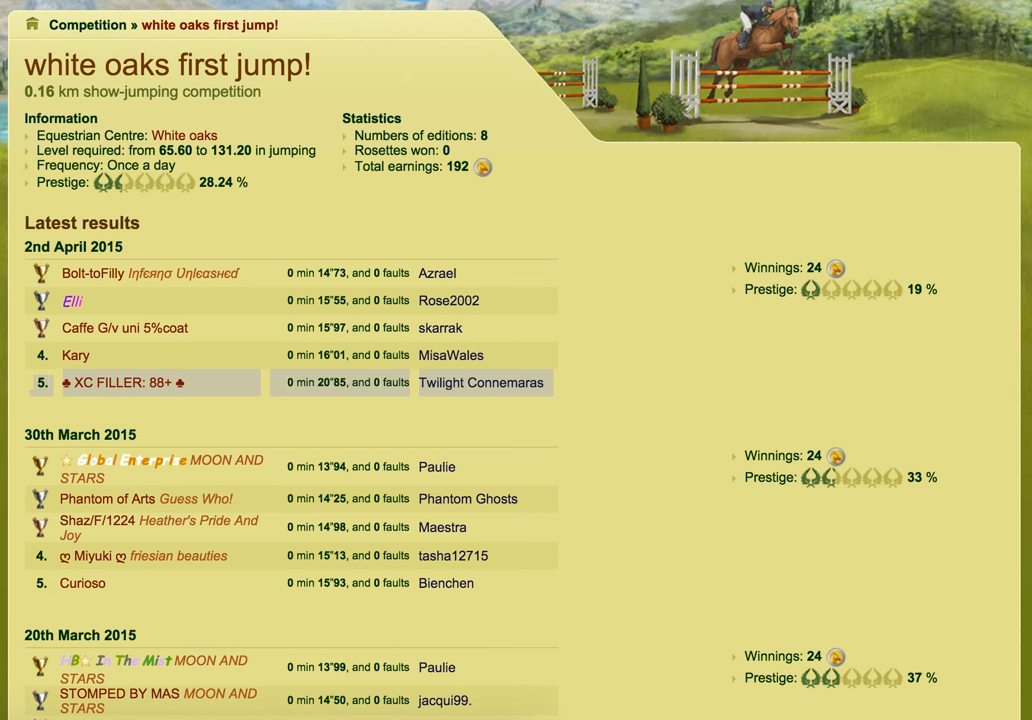 Competition » white oaks first jump!
white oaks first jump!
0.16 km show-jumping competition
Information
Equestrian Centre: White oaks
Level required: from 65.60 to 131.20 in jumping
Frequency: Once a day
Prestige: 28.24 %
Statistics
Numbers of editions: 8
Rosettes won: 0
Total earnings: 192
Latest results
2nd April 2015
Bolt-toFilly Ιηfєяησ Uηlєαѕнє∂ 0 min 14"73, and 0 faults Azrael
Elli 0 min 15"55, and 0 faults Rose2002
Caffe G/v uni 5%coat 0 min 15"97, and 0 faults skarrak
4. Kary 0 min 16"01, and 0 faults MisaWales
5. ♣ XC FILLER: 88+ ♣ 0 min 20"85, and 0 faults Twilight Connemaras
Winnings: 24
Prestige: 19 %
30th March 2015
☆ Global Enterprise MOON AND
STARS
0 min 13"94, and 0 faults Paulie
Phantom of Arts Guess Who! 0 min 14"25, and 0 faults Phantom Ghosts
Shaz/F/1224 Heather's Pride And
Joy
0 min 14"98, and 0 faults Maestra
4. ღ Miyuki ღ friesian beauties 0 min 15"13, and 0 faults tasha12715
5. Curioso 0 min 15"93, and 0 faults Bienchen
Winnings: 24
Prestige: 33 %
20th March 2015
HB☆ In The Mist MOON AND
STARS
0 min 13"99, and 0 faults Paulie
STOMPED BY MAS MOON AND
STARS
0 min 14"50, and 0 faults jacqui99.
Winnings: 24
Prestige: 37 %